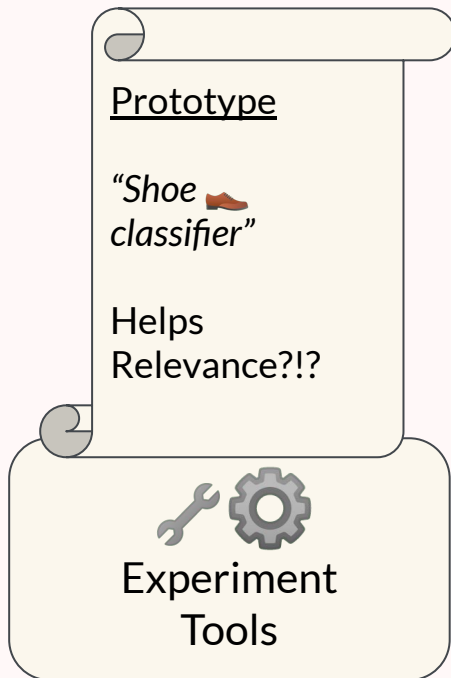 Prototype
“Shoe 👞
classifier”
Helps
Relevance?!?
Experiment
Tools